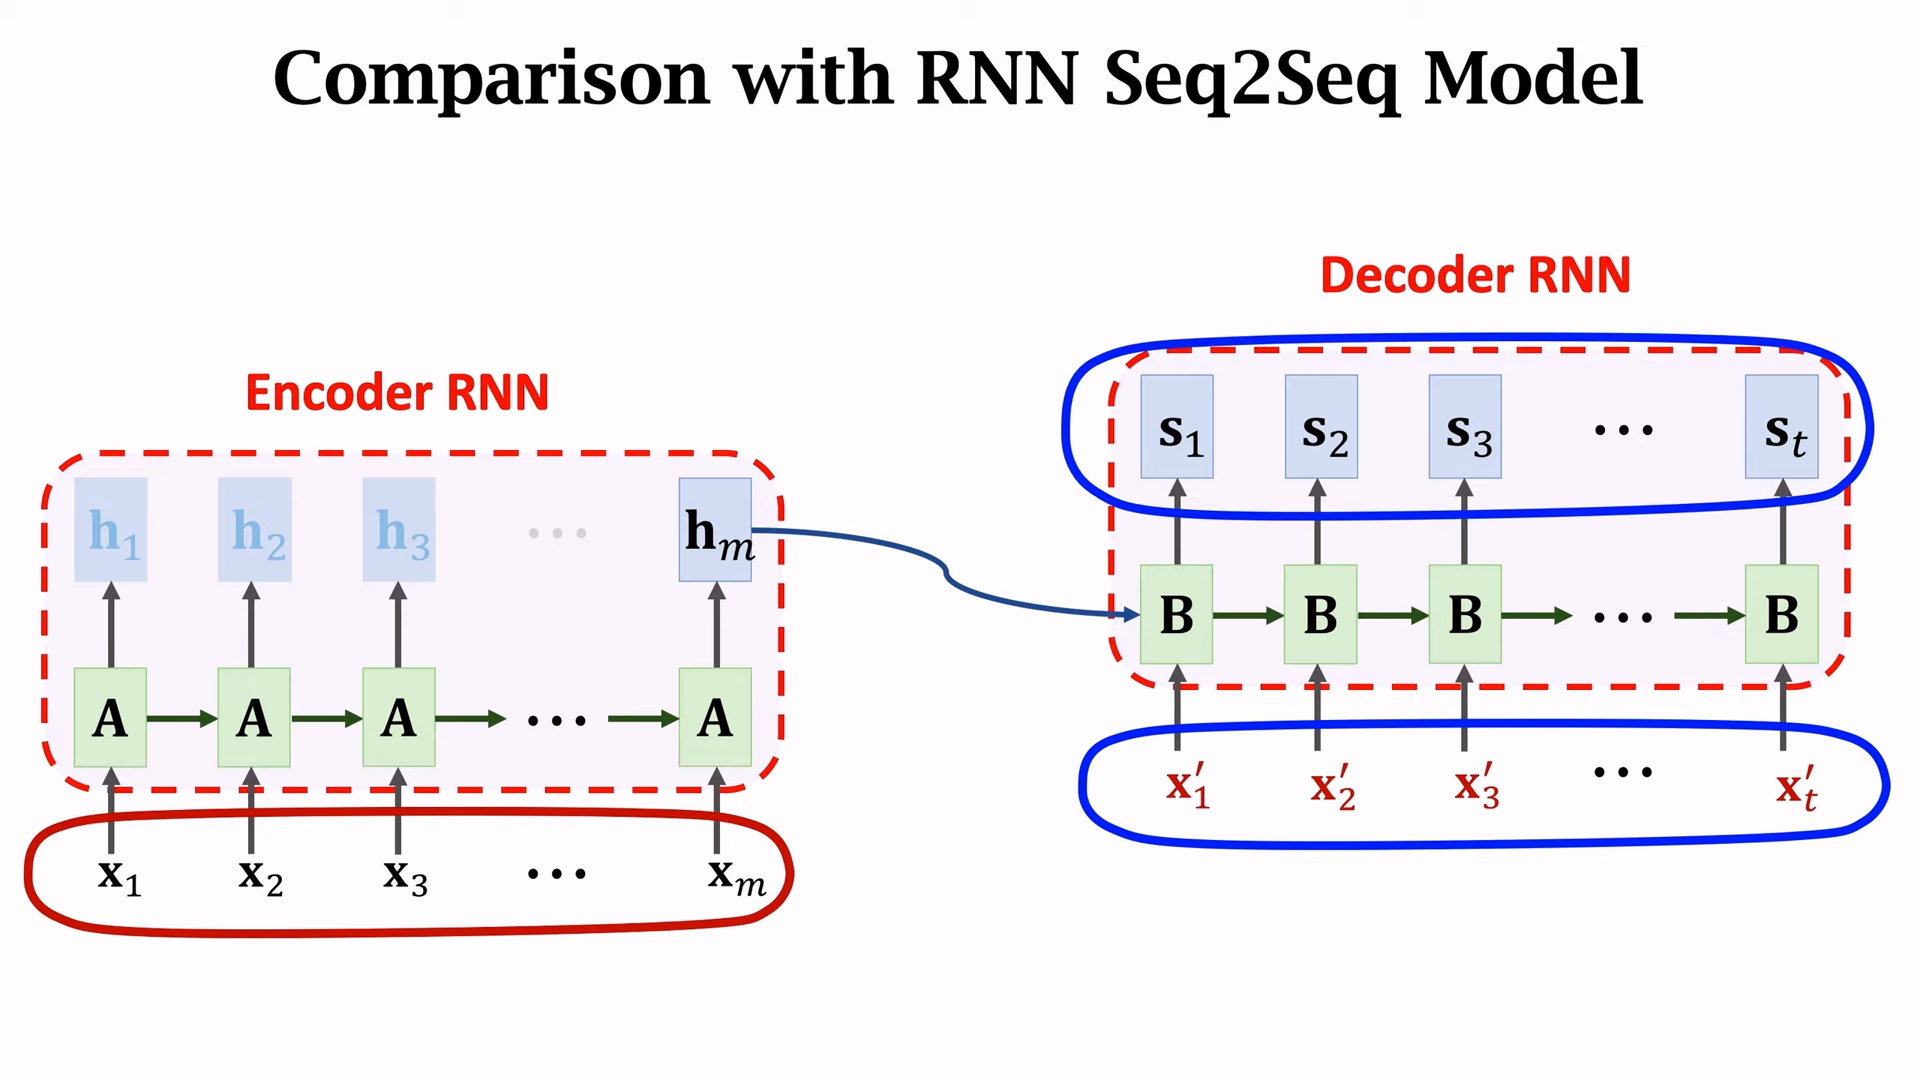 Comparison with RNN Seq2Seq Model
Decoder RNN
Encoder RNN
s₁ s₂ s₃ ··· sₜ
h₁ h₂ h₃ ··· hₘ
B B B ··· B
A A A ··· A
x′₁ x′₂ x′₃ ··· x′ₜ
x₁ x₂ x₃ ··· xₘ